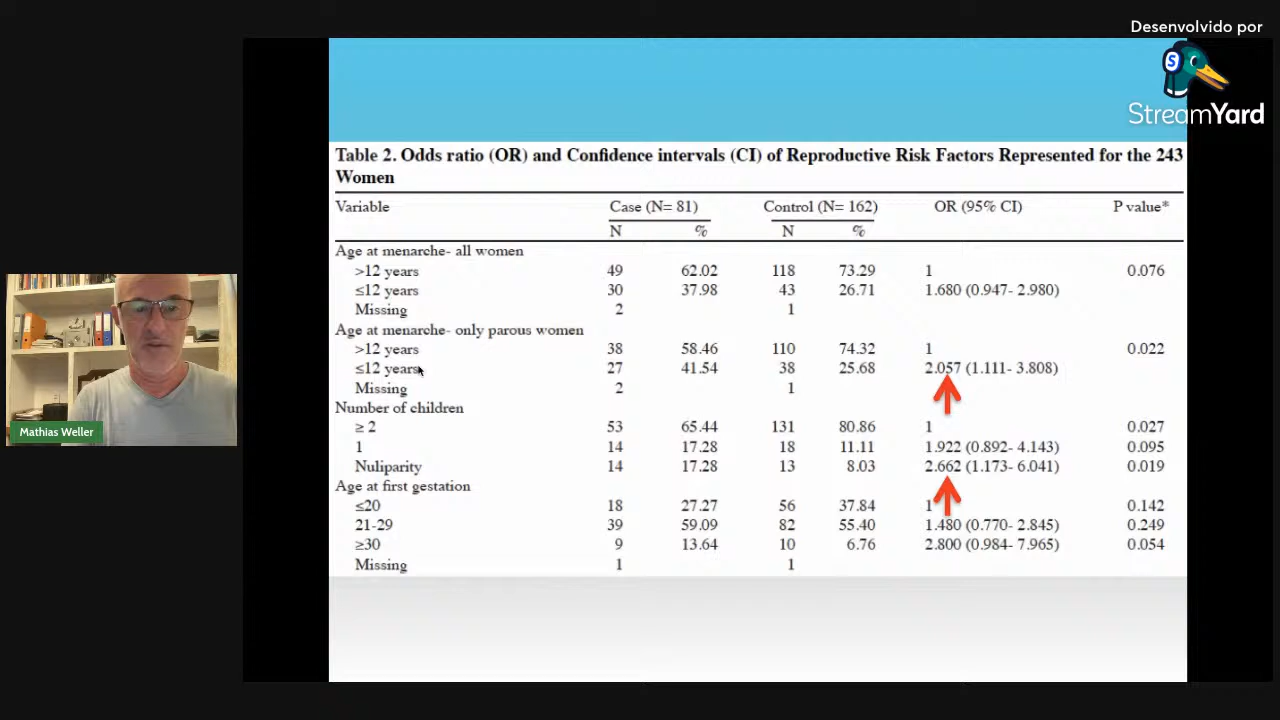 Desenvolvido por
S
StreamYard
Table 2. Odds ratio (OR) and Confidence intervals (CI) of Reproductive Risk Factors Represented for the 243
Women
Variable Case (N= 81) Control (N= 162) OR (95% CI) P value*
N % N %
Age at menarche- all women
>12 years 49 62.02 118 73.29 1 0.076
≤12 years 30 37.98 43 26.71 1.680 (0.947- 2.980)
Missing 2 1
Age at menarche- only parous women
>12 years 38 58.46 110 74.32 1 0.022
≤12 years 27 41.54 38 25.68 2.057 (1.111- 3.808)
Missing 2 1
Number of children
≥ 2 53 65.44 131 80.86 1 0.027
1 14 17.28 18 11.11 1.922 (0.892- 4.143) 0.095
Nuliparity 14 17.28 13 8.03 2.662 (1.173- 6.041) 0.019
Age at first gestation
≤20 18 27.27 56 37.84 1 0.142
21-29 39 59.09 82 55.40 1.480 (0.770- 2.845) 0.249
≥30 9 13.64 10 6.76 2.800 (0.984- 7.965) 0.054
Missing 1 1
Mathias Weller